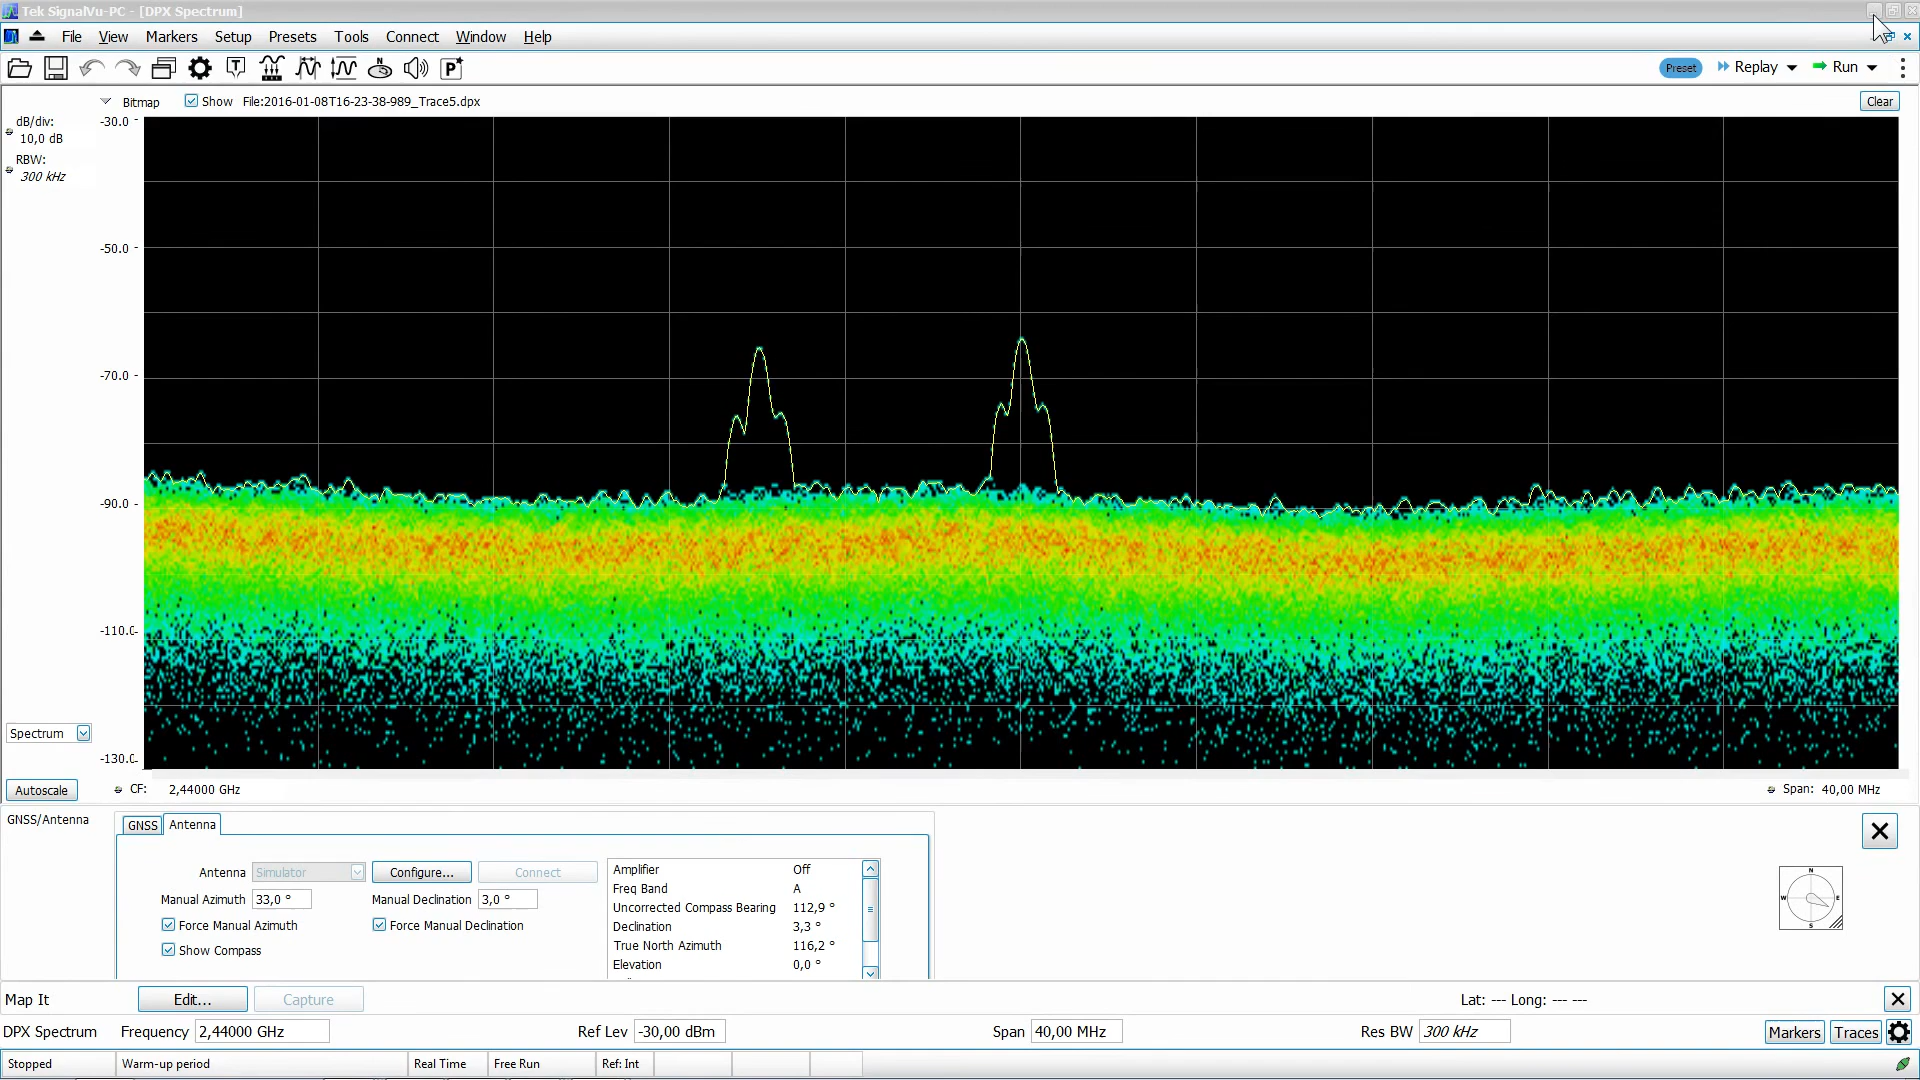 Tek SignalVu-PC - [DPX Spectrum]
File View Markers Setup Presets Tools Connect Window Help
T N P Preset Replay Run
Bitmap Show File:2016-01-08T16-23-38-989_Trace5.dpx Clear
dB/div:
10,0 dB
RBW:
300 kHz
-30.0
-50.0
-70.0
-90.0
-110.0
-130.0
Spectrum
Autoscale CF: 2,44000 GHz Span: 40,00 MHz
GNSS/Antenna GNSS Antenna
Antenna Simulator Configure... Connect
Manual Azimuth 33,0 ° Manual Declination 3,0 °
Force Manual Azimuth Force Manual Declination
Show Compass
Amplifier Off
Freq Band A
Uncorrected Compass Bearing 112,9 °
Declination 3,3 °
True North Azimuth 116,2 °
Elevation 0,0 °
N
W E
S
Map It Edit... Capture Lat: --- Long: --- ---
DPX Spectrum Frequency 2,44000 GHz Ref Lev -30,00 dBm Span 40,00 MHz Res BW 300 kHz Markers Traces
Stopped Warm-up period Real Time Free Run Ref: Int